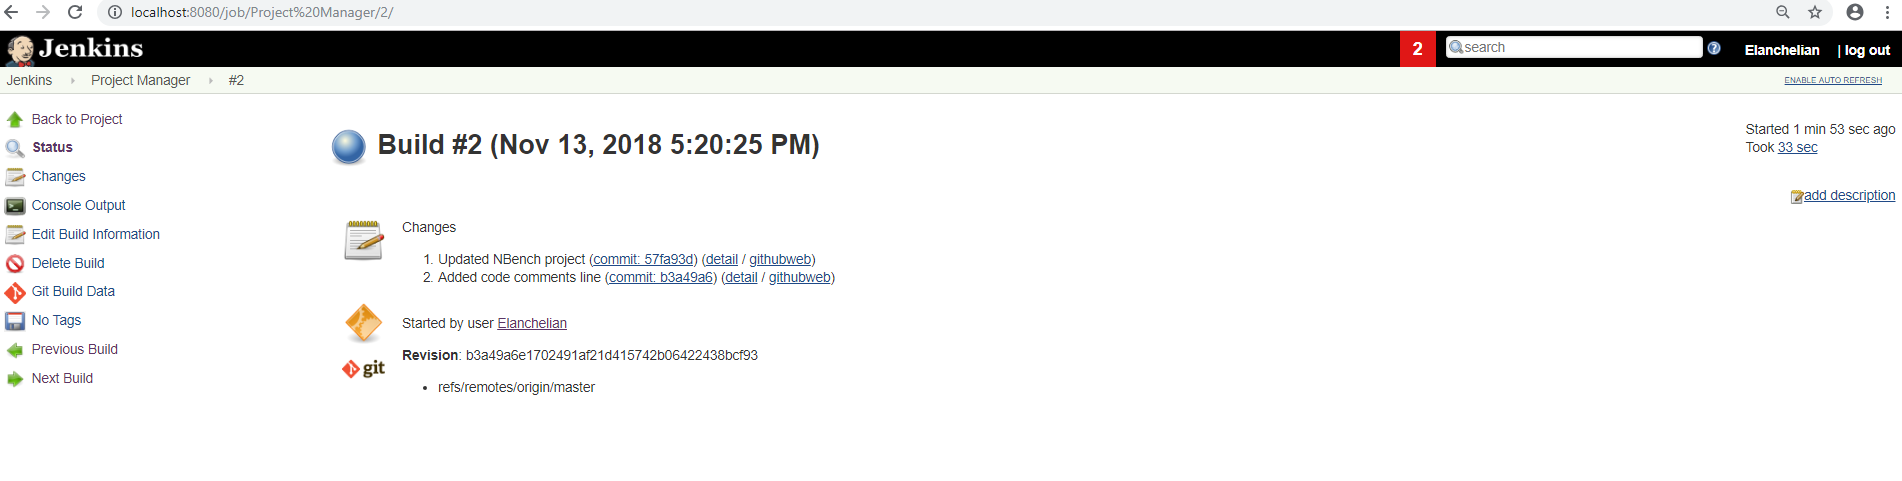 localhost:8080/job/Project%20Manager/2/
Jenkins
2
search
Elanchelian
| log out
Jenkins
Project Manager
#2
ENABLE AUTO REFRESH
Back to Project
Status
Changes
Console Output
Edit Build Information
Delete Build
Git Build Data
No Tags
Previous Build
Next Build
Build #2 (Nov 13, 2018 5:20:25 PM)
Started 1 min 53 sec ago
Took 33 sec
add description
Changes
1. Updated NBench project (commit: 57fa93d) (detail / githubweb)
2. Added code comments line (commit: b3a49a6) (detail / githubweb)
Started by user Elanchelian
git
Revision: b3a49a6e1702491af21d415742b06422438bcf93
• refs/remotes/origin/master